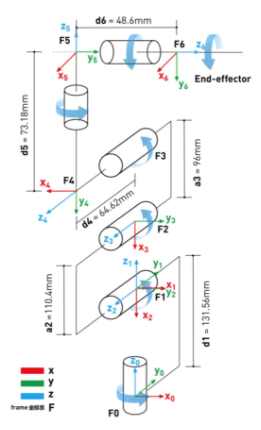 d6 = 48.6mm
F5
z5
F6
z6
y5
x5
x6
y6
End-effector
d5 = 73.18mm
F3
a3 = 96mm
F4
x4
y4
z4
d4 = 64.62mm
y3
F2
z3
x3
z1
y1
x1
F1
y2
z2
x2
a2 = 110.4mm
d1 = 131.56mm
z0
y0
x0
F0
x
y
z
frame坐标系 F